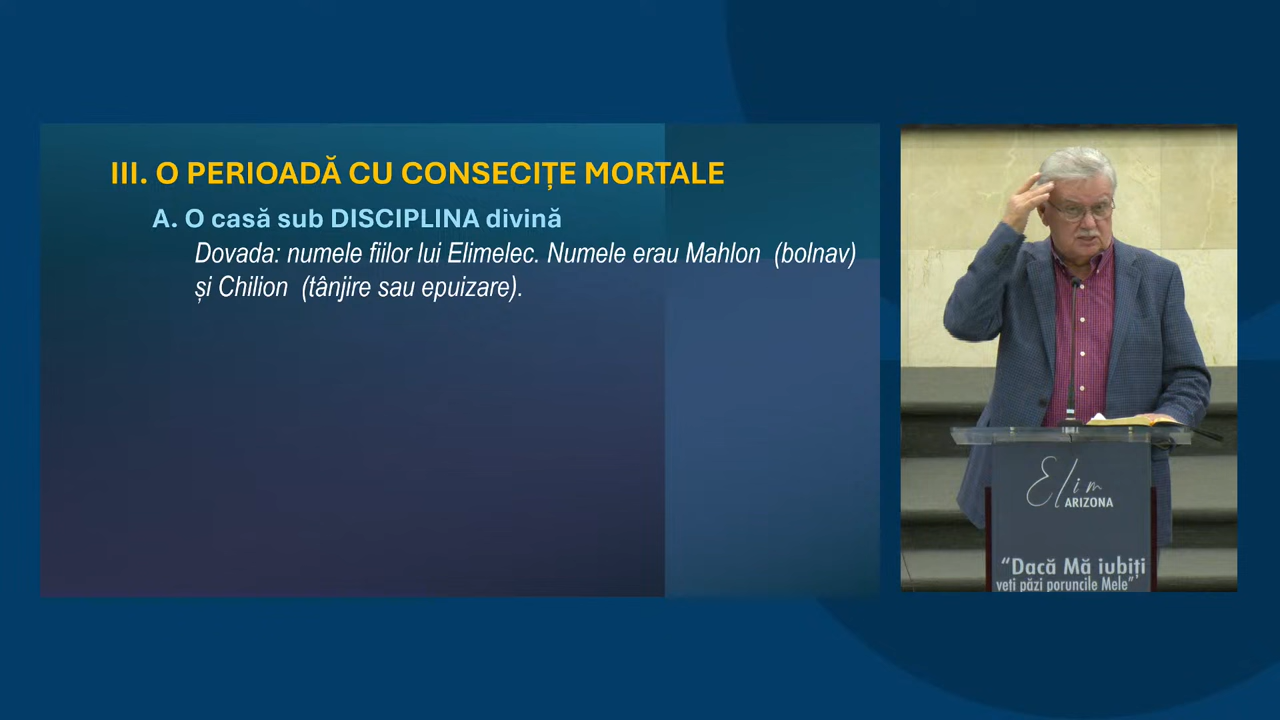 III. O PERIOADĂ CU CONSECIȚE MORTALE
A. O casă sub DISCIPLINA divină
Dovada: numele fiilor lui Elimelec. Numele erau Mahlon (bolnav)
și Chilion (tânjire sau epuizare).
Elim
ARIZONA
“Dacă Mă iubiți
veți păzi poruncile Mele”